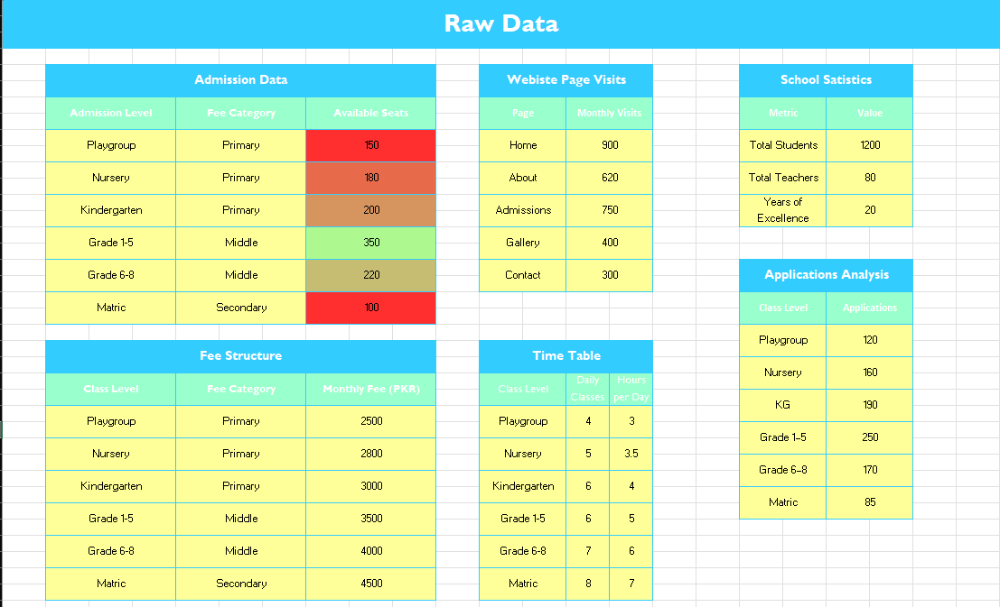 Raw Data
Admission Data
Admission Level Fee Category Available Seats
Playgroup Primary 150
Nursery Primary 180
Kindergarten Primary 200
Grade 1-5 Middle 350
Grade 6-8 Middle 220
Matric Secondary 100
Webiste Page Visits
Page Monthly Visits
Home 900
About 620
Admissions 750
Gallery 400
Contact 300
School Satistics
Metric Value
Total Students 1200
Total Teachers 80
Years of
Excellence 20
Fee Structure
Class Level Fee Category Monthly Fee (PKR)
Playgroup Primary 2500
Nursery Primary 2800
Kindergarten Primary 3000
Grade 1-5 Middle 3500
Grade 6-8 Middle 4000
Matric Secondary 4500
Time Table
Class Level Daily Classes Hours per Day
Playgroup 4 3
Nursery 5 3.5
Kindergarten 6 4
Grade 1-5 6 5
Grade 6-8 7 6
Matric 8 7
Applications Analysis
Class Level Applications
Playgroup 120
Nursery 160
KG 190
Grade 1–5 250
Grade 6–8 170
Matric 85